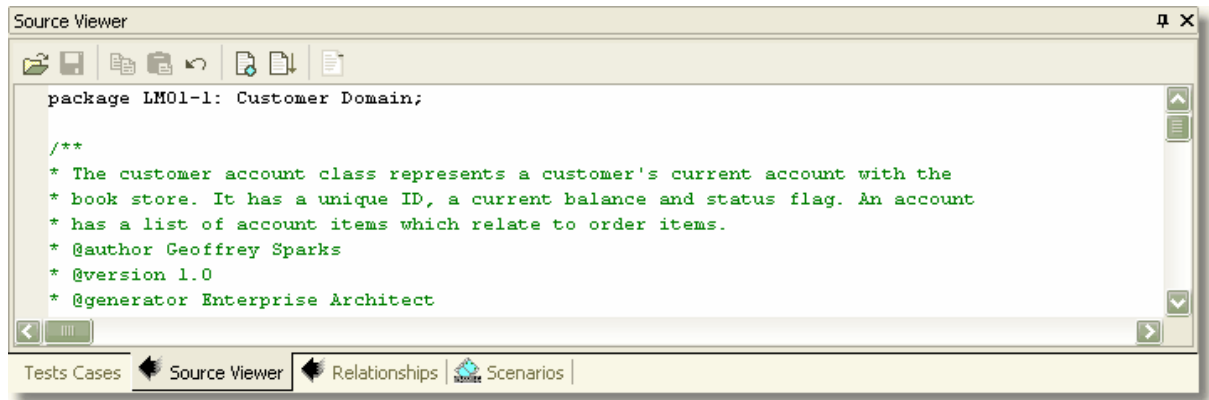 Source Viewer
package LM01-1: Customer Domain;
/**
* The customer account class represents a customer's current account with the
* book store. It has a unique ID, a current balance and status flag. An account
* has a list of account items which relate to order items.
* @author Geoffrey Sparks
* @version 1.0
* @generator Enterprise Architect
Tests Cases Source Viewer Relationships Scenarios